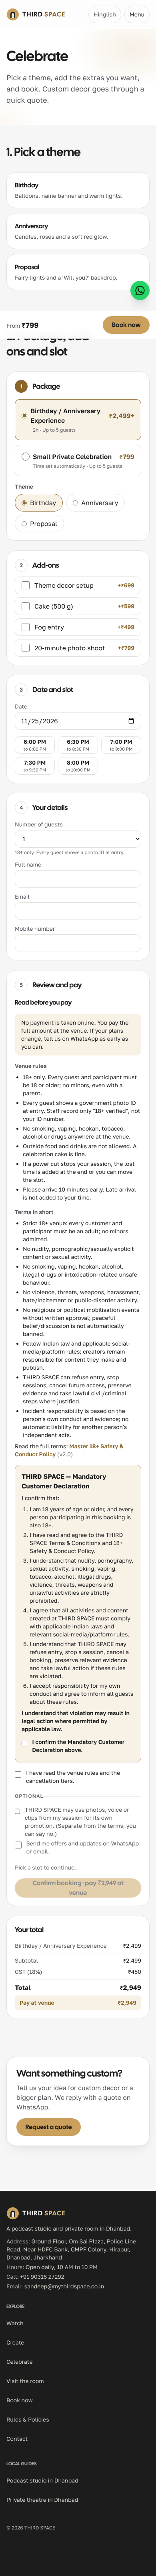 THIRD SPACE
Hinglish
Menu
Celebrate
Pick a theme, add the extras you want,
and book. Custom decor goes through a
quick quote.
1. Pick a theme
Birthday
Balloons, name banner and warm lights.
Anniversary
Candles, roses and a soft red glow.
Proposal
Fairy lights and a 'Will you?' backdrop.
From ₹799
Book now
ons and slot
1 Package
Birthday / Anniversary
Experience
₹2,499+
2h · Up to 5 guests
Small Private Celebration ₹799
Time set automatically · Up to 5 guests
Theme
Birthday
Anniversary
Proposal
2 Add-ons
Theme decor setup +₹699
Cake (500 g) +₹599
Fog entry +₹499
20-minute photo shoot +₹799
3 Date and slot
Date
11/25/2026
6:00 PM
to 8:00 PM
6:30 PM
to 8:30 PM
7:00 PM
to 9:00 PM
7:30 PM
to 9:30 PM
8:00 PM
to 10:00 PM
4 Your details
Number of guests
1
18+ only. Every guest shows a photo ID at entry.
Full name
Email
Mobile number
5 Review and pay
Read before you pay
No payment is taken online. You pay the
full amount at the venue. If your plans
change, tell us on WhatsApp as early as
you can.
Venue rules
• 18+ only. Every guest and participant must
be 18 or older; no minors, even with a
parent.
• Every guest shows a government photo ID
at entry. Staff record only "18+ verified", not
your ID number.
• No smoking, vaping, hookah, tobacco,
alcohol or drugs anywhere at the venue.
• Outside food and drinks are not allowed. A
celebration cake is fine.
• If a power cut stops your session, the lost
time is added at the end or you can move
the slot.
• Please arrive 10 minutes early. Late arrival
is not added to your time.
Terms in short
• Strict 18+ venue: every customer and
participant must be an adult; no minors
admitted.
• No nudity, pornographic/sexually explicit
content or sexual activity.
• No smoking, vaping, hookah, alcohol,
illegal drugs or intoxication-related unsafe
behaviour.
• No violence, threats, weapons, harassment,
hate/incitement or public-disorder activity.
• No religious or political mobilisation events
without written approval; peaceful
belief/discussion is not automatically
banned.
• Follow Indian law and applicable social-
media/platform rules; creators remain
responsible for content they make and
publish.
• THIRD SPACE can refuse entry, stop
sessions, cancel future access, preserve
evidence and take lawful civil/criminal
steps where justified.
• Incident responsibility is based on the
person's own conduct and evidence; no
automatic liability for another person's
independent acts.
Read the full terms: Master 18+ Safety &
Conduct Policy (v2.0)
THIRD SPACE — Mandatory
Customer Declaration
I confirm that:
1. I am 18 years of age or older, and every
person participating in this booking is
also 18+.
2. I have read and agree to the THIRD
SPACE Terms & Conditions and 18+
Safety & Conduct Policy.
3. I understand that nudity, pornography,
sexual activity, smoking, vaping,
tobacco, alcohol, illegal drugs,
violence, threats, weapons and
unlawful activities are strictly
prohibited.
4. I agree that all activities and content
created at THIRD SPACE must comply
with applicable Indian laws and
relevant social-media/platform rules.
5. I understand that THIRD SPACE may
refuse entry, stop a session, cancel a
booking, preserve relevant evidence
and take lawful action if these rules
are violated.
6. I accept responsibility for my own
conduct and agree to inform all guests
about these rules.
I understand that violation may result in
legal action where permitted by
applicable law.
I confirm the Mandatory Customer
Declaration above.
I have read the venue rules and the
cancellation tiers.
OPTIONAL
THIRD SPACE may use photos, voice or
clips from my session for its own
promotion. (Separate from the terms; you
can say no.)
Send me offers and updates on WhatsApp
or email.
Pick a slot to continue.
Confirm booking · pay ₹2,949 at
venue
Your total
Birthday / Anniversary Experience ₹2,499
Subtotal ₹2,499
GST (18%) ₹450
Total ₹2,949
Pay at venue ₹2,949
Want something custom?
Tell us your idea for custom decor or a
bigger plan. We reply with a quote on
WhatsApp.
Request a quote
THIRD SPACE
A podcast studio and private room in Dhanbad.
Address: Ground Floor, Om Sai Plaza, Police Line
Road, Near HDFC Bank, CMPF Colony, Hirapur,
Dhanbad, Jharkhand
Hours: Open daily, 10 AM to 10 PM
Call: +91 90316 27292
Email: sandeep@mythirdspace.co.in
EXPLORE
Watch
Create
Celebrate
Visit the room
Book now
Rules & Policies
Contact
LOCAL GUIDES
Podcast studio in Dhanbad
Private theatre in Dhanbad
© 2026 THIRD SPACE